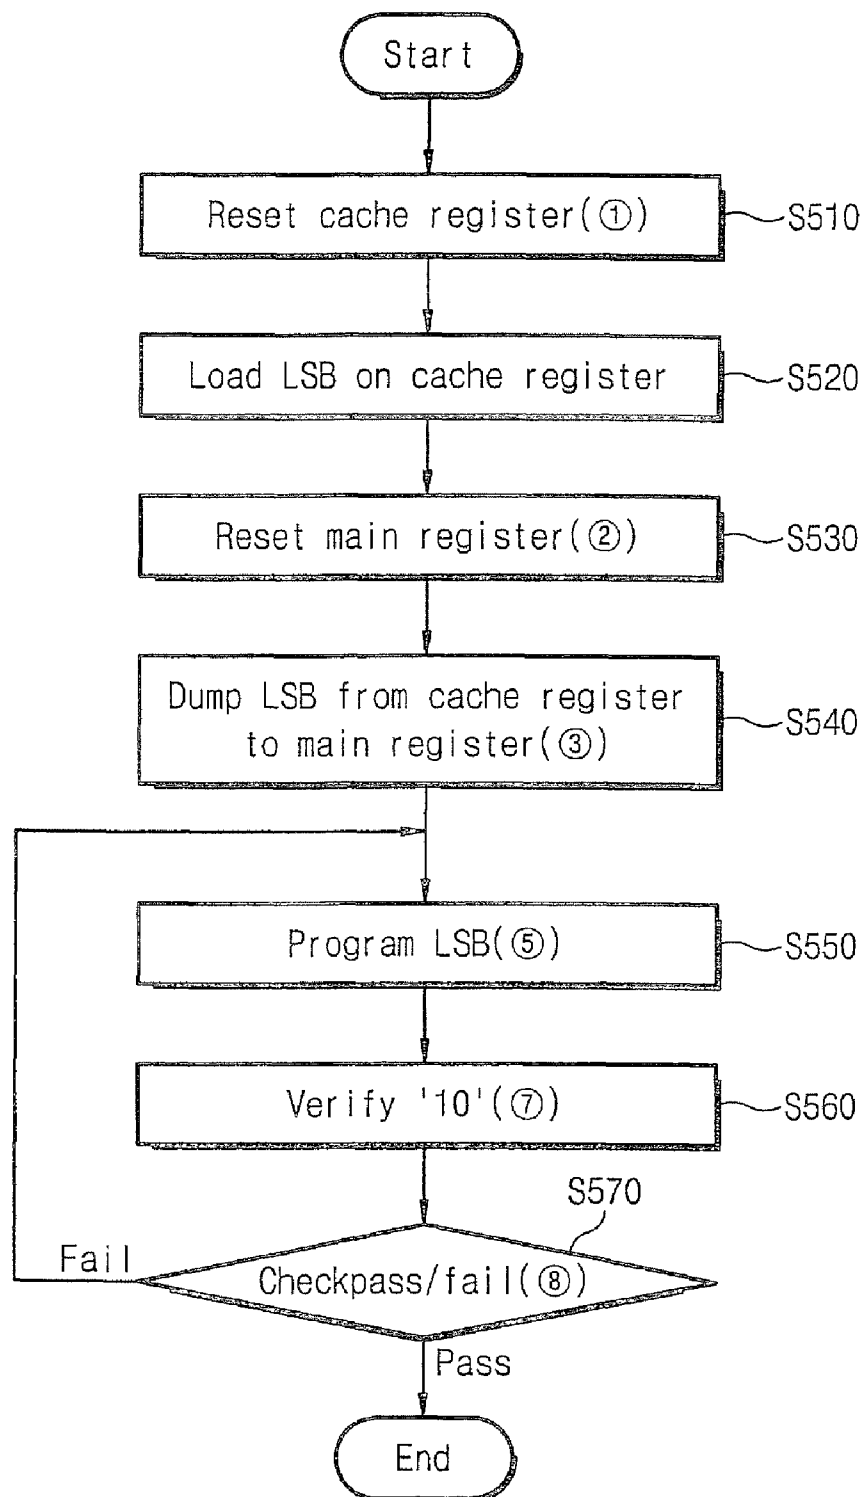 Start
Reset cache register(①)
S510
Load LSB on cache register
S520
Reset main register(②)
S530
Dump LSB from cache register
to main register(③)
S540
Program LSB(⑤)
S550
Verify '10'(⑦)
S560
S570
Fail
Checkpass/fail(⑧)
Pass
End